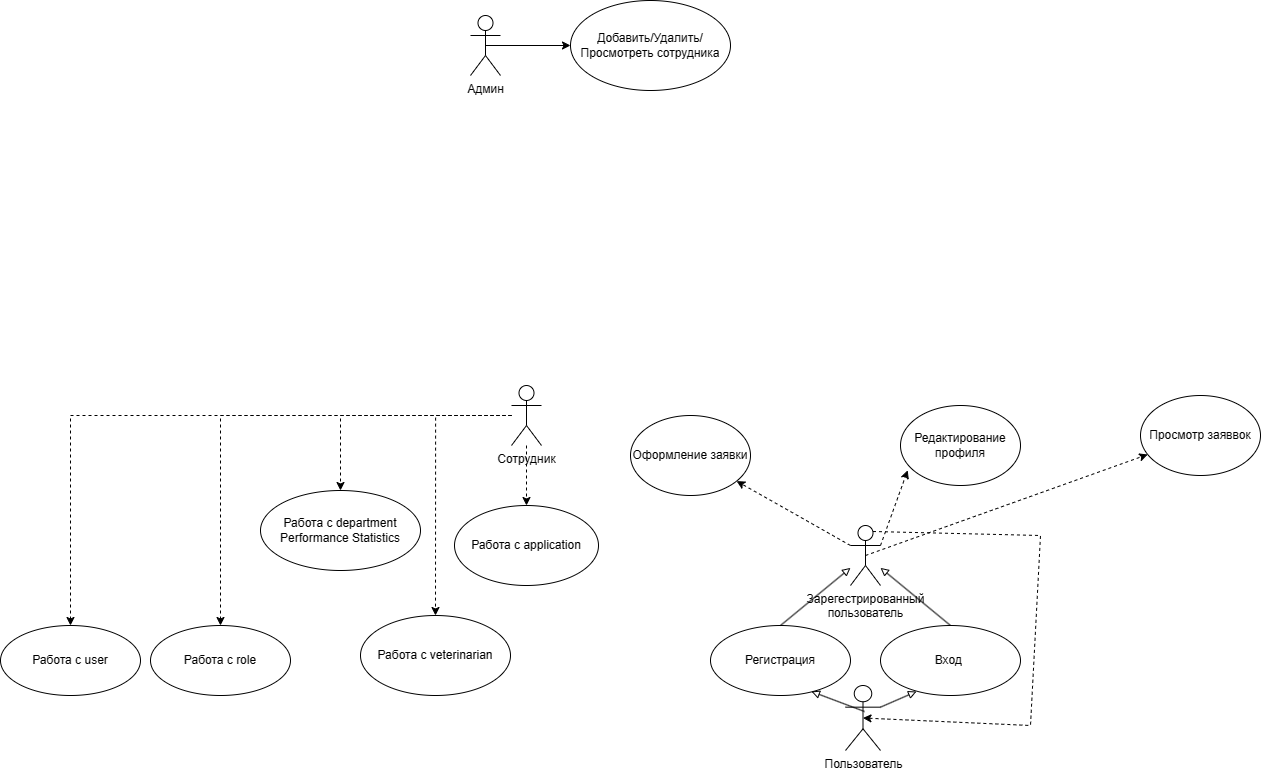 Добавить/Удалить/
Просмотреть сотрудника
Админ
Сотрудник
Работа с department
Performance Statistics
Работа с application
Работа с user
Работа с role
Работа с veterinarian
Оформление заявки
Редактирование
профиля
Просмотр заяввок
Зарегестрированный
пользователь
Регистрация
Вход
Пользователь